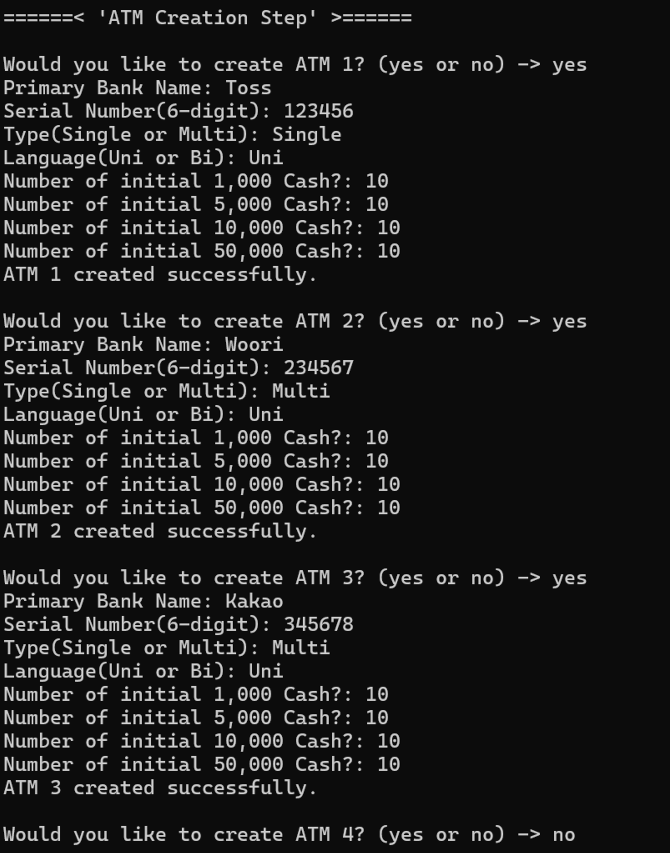 ======< 'ATM Creation Step' >======
Would you like to create ATM 1? (yes or no) -> yes
Primary Bank Name: Toss
Serial Number(6-digit): 123456
Type(Single or Multi): Single
Language(Uni or Bi): Uni
Number of initial 1,000 Cash?: 10
Number of initial 5,000 Cash?: 10
Number of initial 10,000 Cash?: 10
Number of initial 50,000 Cash?: 10
ATM 1 created successfully.
Would you like to create ATM 2? (yes or no) -> yes
Primary Bank Name: Woori
Serial Number(6-digit): 234567
Type(Single or Multi): Multi
Language(Uni or Bi): Uni
Number of initial 1,000 Cash?: 10
Number of initial 5,000 Cash?: 10
Number of initial 10,000 Cash?: 10
Number of initial 50,000 Cash?: 10
ATM 2 created successfully.
Would you like to create ATM 3? (yes or no) -> yes
Primary Bank Name: Kakao
Serial Number(6-digit): 345678
Type(Single or Multi): Multi
Language(Uni or Bi): Uni
Number of initial 1,000 Cash?: 10
Number of initial 5,000 Cash?: 10
Number of initial 10,000 Cash?: 10
Number of initial 50,000 Cash?: 10
ATM 3 created successfully.
Would you like to create ATM 4? (yes or no) -> no